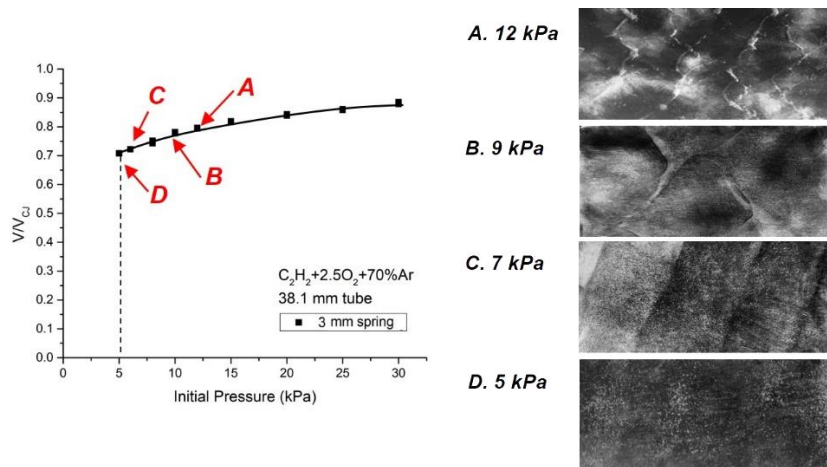 A. 12 kPa
B. 9 kPa
C. 7 kPa
D. 5 kPa
1.0
0.9
0.8
0.7
0.6
0.5
0.4
0.3
0.2
0.1
0.0
V/V_CJ
C
A
B
D
C₂H₂+2.5O₂+70%Ar
38.1 mm tube
3 mm spring
0 5 10 15 20 25 30
Initial Pressure (kPa)